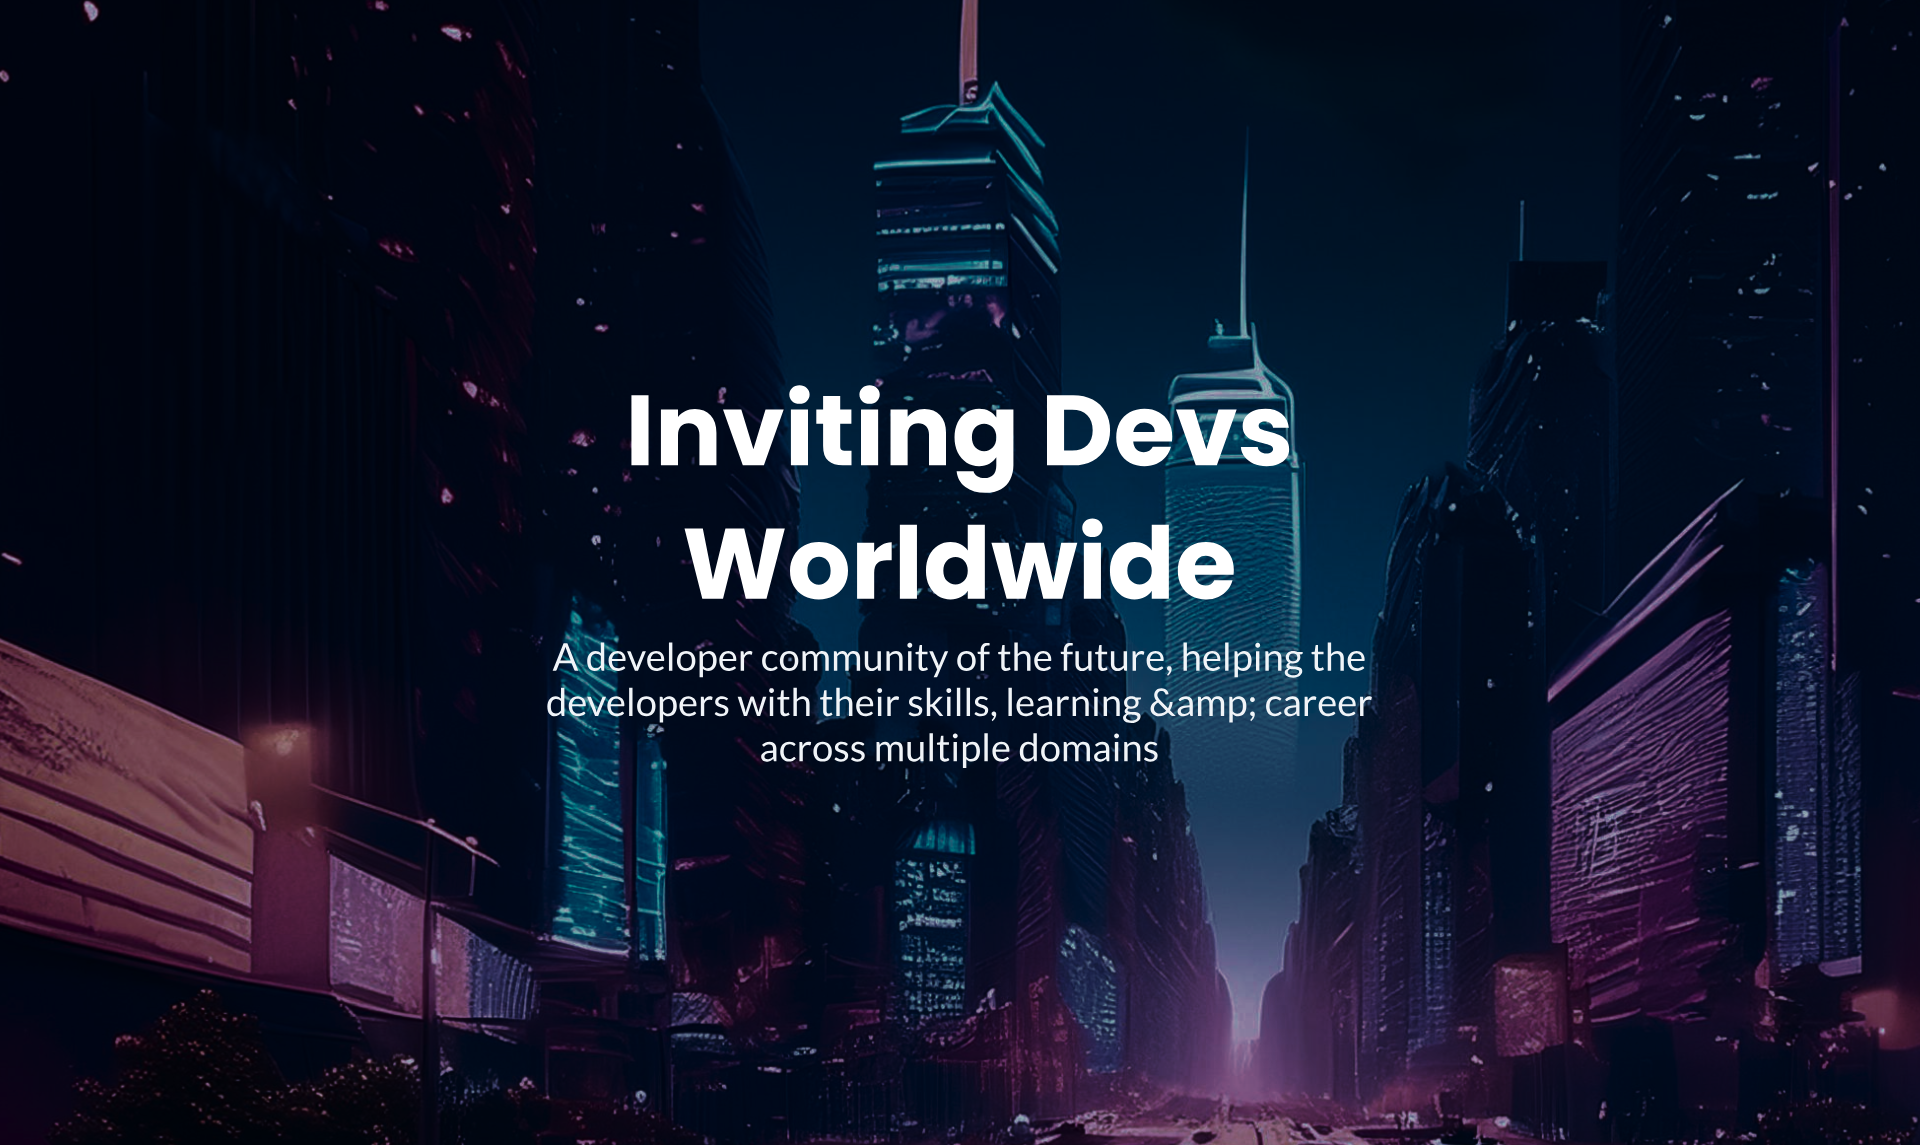 Inviting Devs
Worldwide
A developer community of the future, helping the
developers with their skills, learning &amp; career
across multiple domains